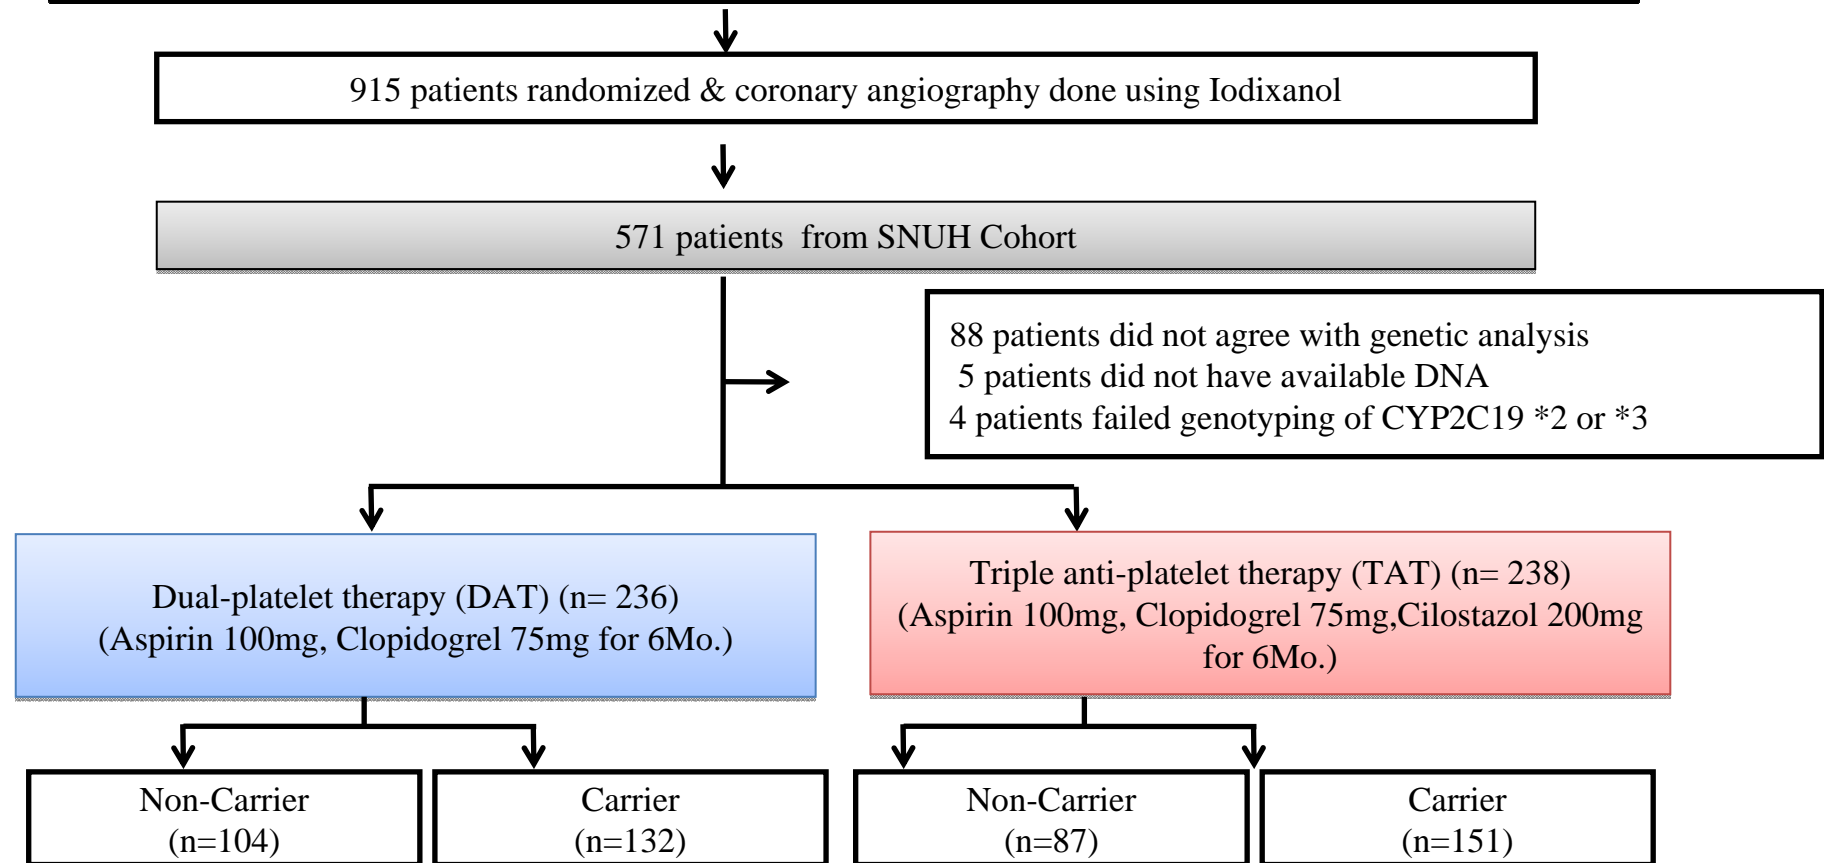 915 patients randomized & coronary angiography done using Iodixanol
571 patients  from SNUH Cohort
88 patients did not agree with genetic analysis
5 patients did not have available DNA
4 patients failed genotyping of CYP2C19 *2 or *3
Dual-platelet therapy (DAT) (n= 236)
(Aspirin 100mg, Clopidogrel 75mg for 6Mo.)
Triple anti-platelet therapy (TAT) (n= 238)
(Aspirin 100mg, Clopidogrel 75mg,Cilostazol 200mg
for 6Mo.)
Non-Carrier
(n=104)
Carrier
(n=132)
Non-Carrier
(n=87)
Carrier
(n=151)